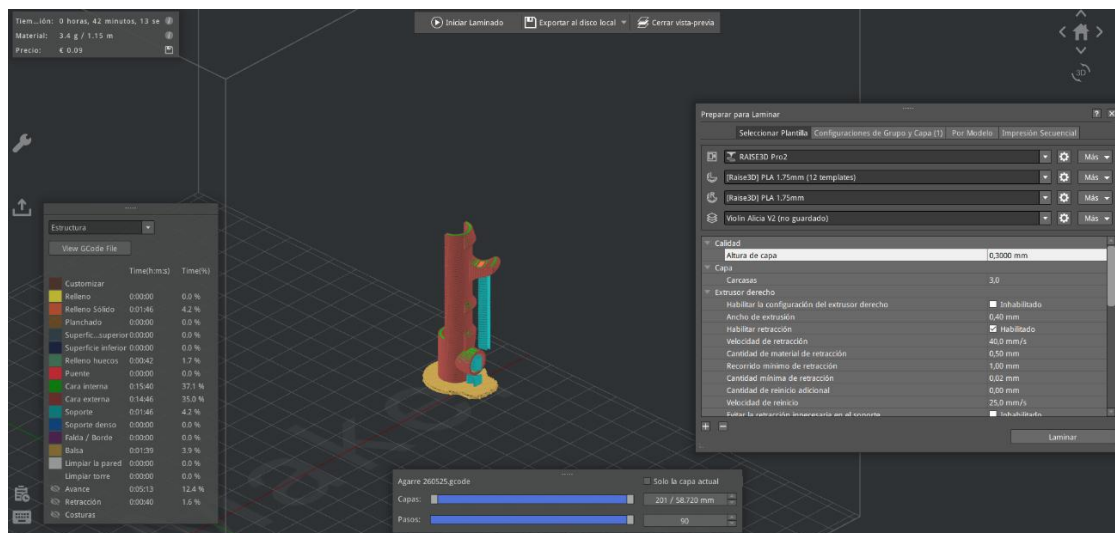 Tiem...ión: 0 horas, 42 minutos, 13 se
Material: 3.4 g / 1.15 m
Precio: € 0.09
Iniciar Laminado
Exportar al disco local
Cerrar vista-previa
3D
Preparar para Laminar
Seleccionar Plantilla Configuraciones de Grupo y Capa (1) Por Modelo Impresión Secuencial
RAISE3D Pro2 Más
[Raise3D] PLA 1.75mm (12 templates) Más
[Raise3D] PLA 1.75mm Más
Violin Alicia V2 (no guardado) Más
Calidad
Altura de capa 0,3000 mm
Capa
Carcasas 3,0
Extrusor derecho
Habilitar la configuración del extrusor derecho Inhabilitado
Ancho de extrusión 0,40 mm
Habilitar retracción Habilitado
Velocidad de retracción 40,0 mm/s
Cantidad de material de retracción 0,50 mm
Recorrido mínimo de retracción 1,00 mm
Cantidad mínima de retracción 0,02 mm
Cantidad de reinicio adicional 0,00 mm
Velocidad de reinicio 25,0 mm/s
Evitar la retracción innecesaria en el soporte Inhabilitado
Laminar
Estructura
View GCode File
Time(h:m:s) Time(%)
Customizar
Relleno 0:00:00 0.0 %
Relleno Sólido 0:01:46 4.2 %
Planchado 0:00:00 0.0 %
Superfic...superior 0:00:00 0.0 %
Superficie inferior 0:00:00 0.0 %
Relleno huecos 0:00:42 1.7 %
Puente 0:00:00 0.0 %
Cara interna 0:15:40 37.1 %
Cara externa 0:14:46 35.0 %
Soporte 0:01:46 4.2 %
Soporte denso 0:00:00 0.0 %
Falda / Borde 0:00:00 0.0 %
Balsa 0:01:39 3.9 %
Limpiar la pared 0:00:00 0.0 %
Limpiar torre 0:00:00 0.0 %
Avance 0:05:13 12.4 %
Retracción 0:00:40 1.6 %
Costuras
Agarre 260525.gcode Solo la capa actual
Capas: 201 / 58.720 mm
Pasos: 90